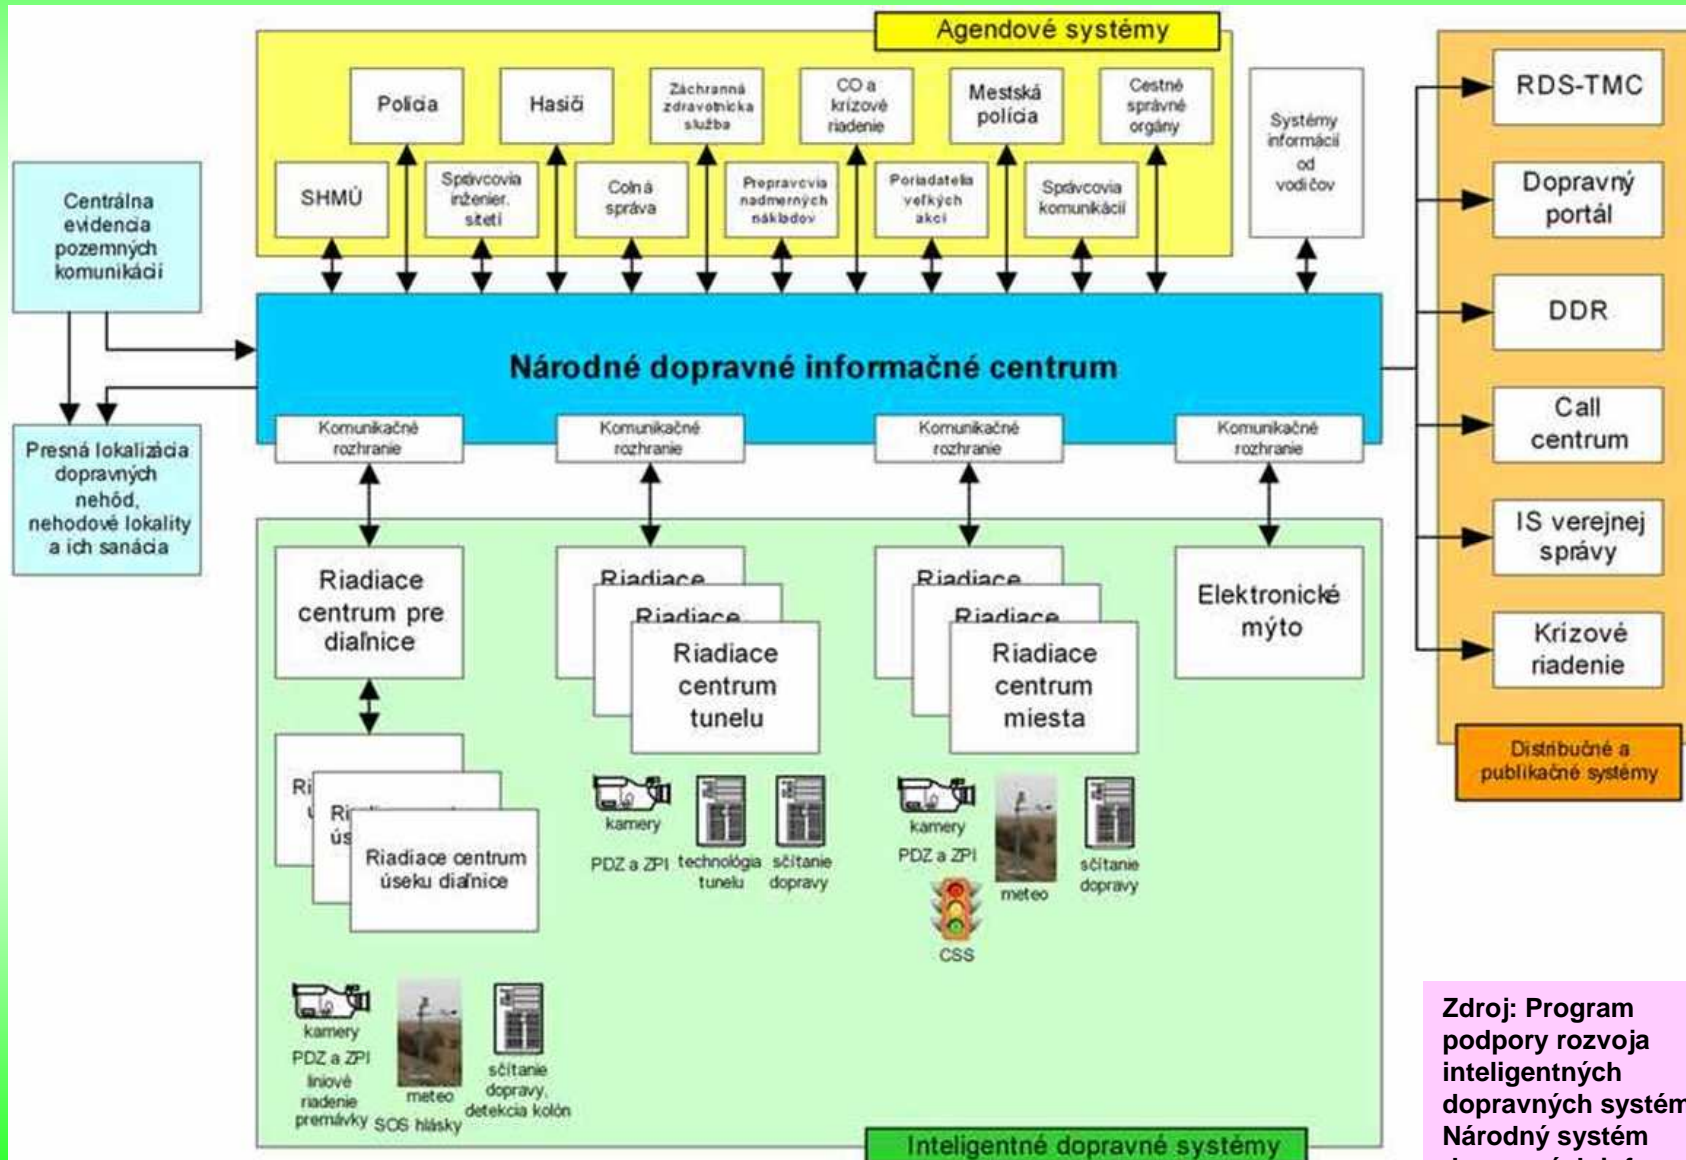 Agendové systémy
Polícia
Hasiči
Záchranná
zdravotnícka
služba
CO a
krízové
riadenie
Mestská
polícia
Cestné
správne
orgány
SHMÚ
Správcovia
inžinier.
sítetí
Colná
správa
Prepravcovia
nadmerných
nákladov
Poriadatelia
veľkých
akcí
Správcovia
komunikácií
Systémy
informácií
od
vodičov
Centrálna
evidencia
pozemných
komunikácií
Národné dopravné informačné centrum
Presná lokalizácia
dopravných
nehôd,
nehodové lokality
a ich sanácia
Komunikačné
rozhranie
Komunikačné
rozhranie
Komunikačné
rozhranie
Komunikačné
rozhranie
Riadiace
centrum pre
diaľnice
Riadiace
Riadiace
Riadiace
centrum
tunelu
Riadiace
Riadiace
Riadiace
centrum
miesta
Elektronické
mýto
Riadiace centrum
úseku diaľnice
kamery
PDZ a ZPI
technológia
tunelu
sčítanie
dopravy
kamery
PDZ a ZPI
meteo
sčítanie
dopravy
CSS
kamery
PDZ a ZPI
liniové
riadenie
premávky
meteo
SOS hlásky
sčítanie
dopravy,
detekcia kolón
Inteligentné dopravné systémy
RDS-TMC
Dopravný
portál
DDR
Call
centrum
IS verejnej
správy
Krízové
riadenie
Distribučné a
publikačné systémy
Zdroj: Program
podpory rozvoja
inteligentných
dopravných systém
Národný systém